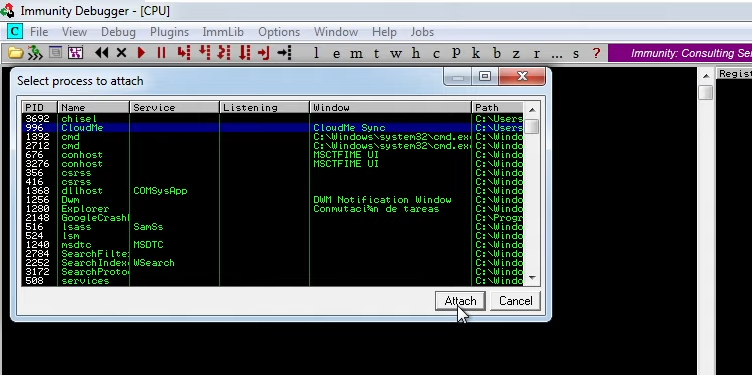 Immunity Debugger - [CPU]
C File View Debug Plugins ImmLib Options Window Help Jobs
l e m t w h c P k b z r ... s ? Immunity: Consulting Se
Select process to attach
Regist
PID Name Service Listening Window Path
3692 chisel C:\Users
996 CloudMe CloudMe Sync C:\Users
1392 cmd C:\Windows\system32\cmd.exe C:\Windo
2712 cmd C:\Windows\system32\cmd.exe C:\Windo
676 conhost MSCTFIME UI C:\Windo
3276 conhost MSCTFIME UI C:\Windo
356 csrss C:\Windo
416 csrss C:\Windo
1368 dllhost COMSysApp C:\Windo
1256 Dwm DWM Notification Window C:\Windo
1280 Explorer Conmutaci¾n de tareas C:\Windo
2148 GoogleCrashH C:\Progr
516 lsass SamSs C:\Windo
524 lsm C:\Windo
1240 msdtc MSDTC C:\Windo
2784 SearchFilte C:\Windo
2252 SearchIndex WSearch C:\Windo
3172 SearchProto C:\Windo
508 services C:\Windo
Attach Cancel